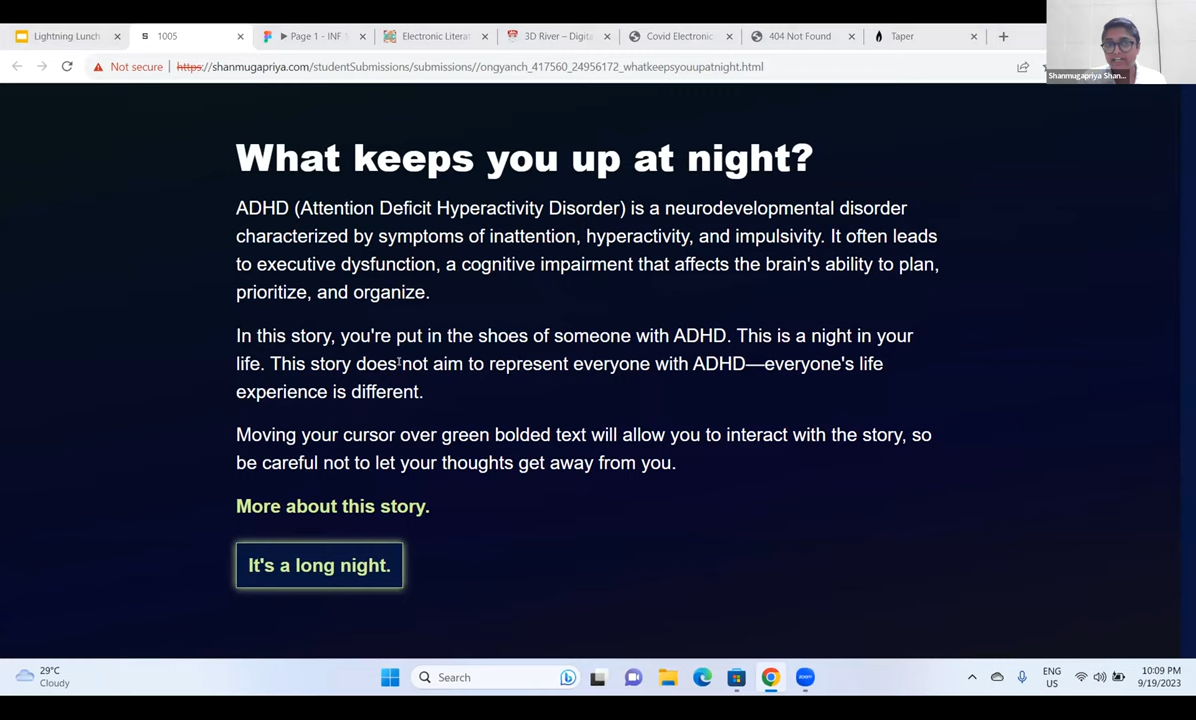 Lightning Lunch
1005
Page 1 - INF
Electronic Literat
3D River – Digita
Covid Electronic
404 Not Found
Taper
Not secure
https://shanmugapriya.com/studentSubmissions/submissions//ongyanch_417560_24956172_whatkeepsyouupatnight.html
Shanmugapriya Shan...
What keeps you up at night?
ADHD (Attention Deficit Hyperactivity Disorder) is a neurodevelopmental disorder
characterized by symptoms of inattention, hyperactivity, and impulsivity. It often leads
to executive dysfunction, a cognitive impairment that affects the brain's ability to plan,
prioritize, and organize.
In this story, you're put in the shoes of someone with ADHD. This is a night in your
life. This story does not aim to represent everyone with ADHD—everyone's life
experience is different.
Moving your cursor over green bolded text will allow you to interact with the story, so
be careful not to let your thoughts get away from you.
More about this story.
It's a long night.
29°C
Cloudy
Search
zoom
ENG
US
10:09 PM
9/19/2023